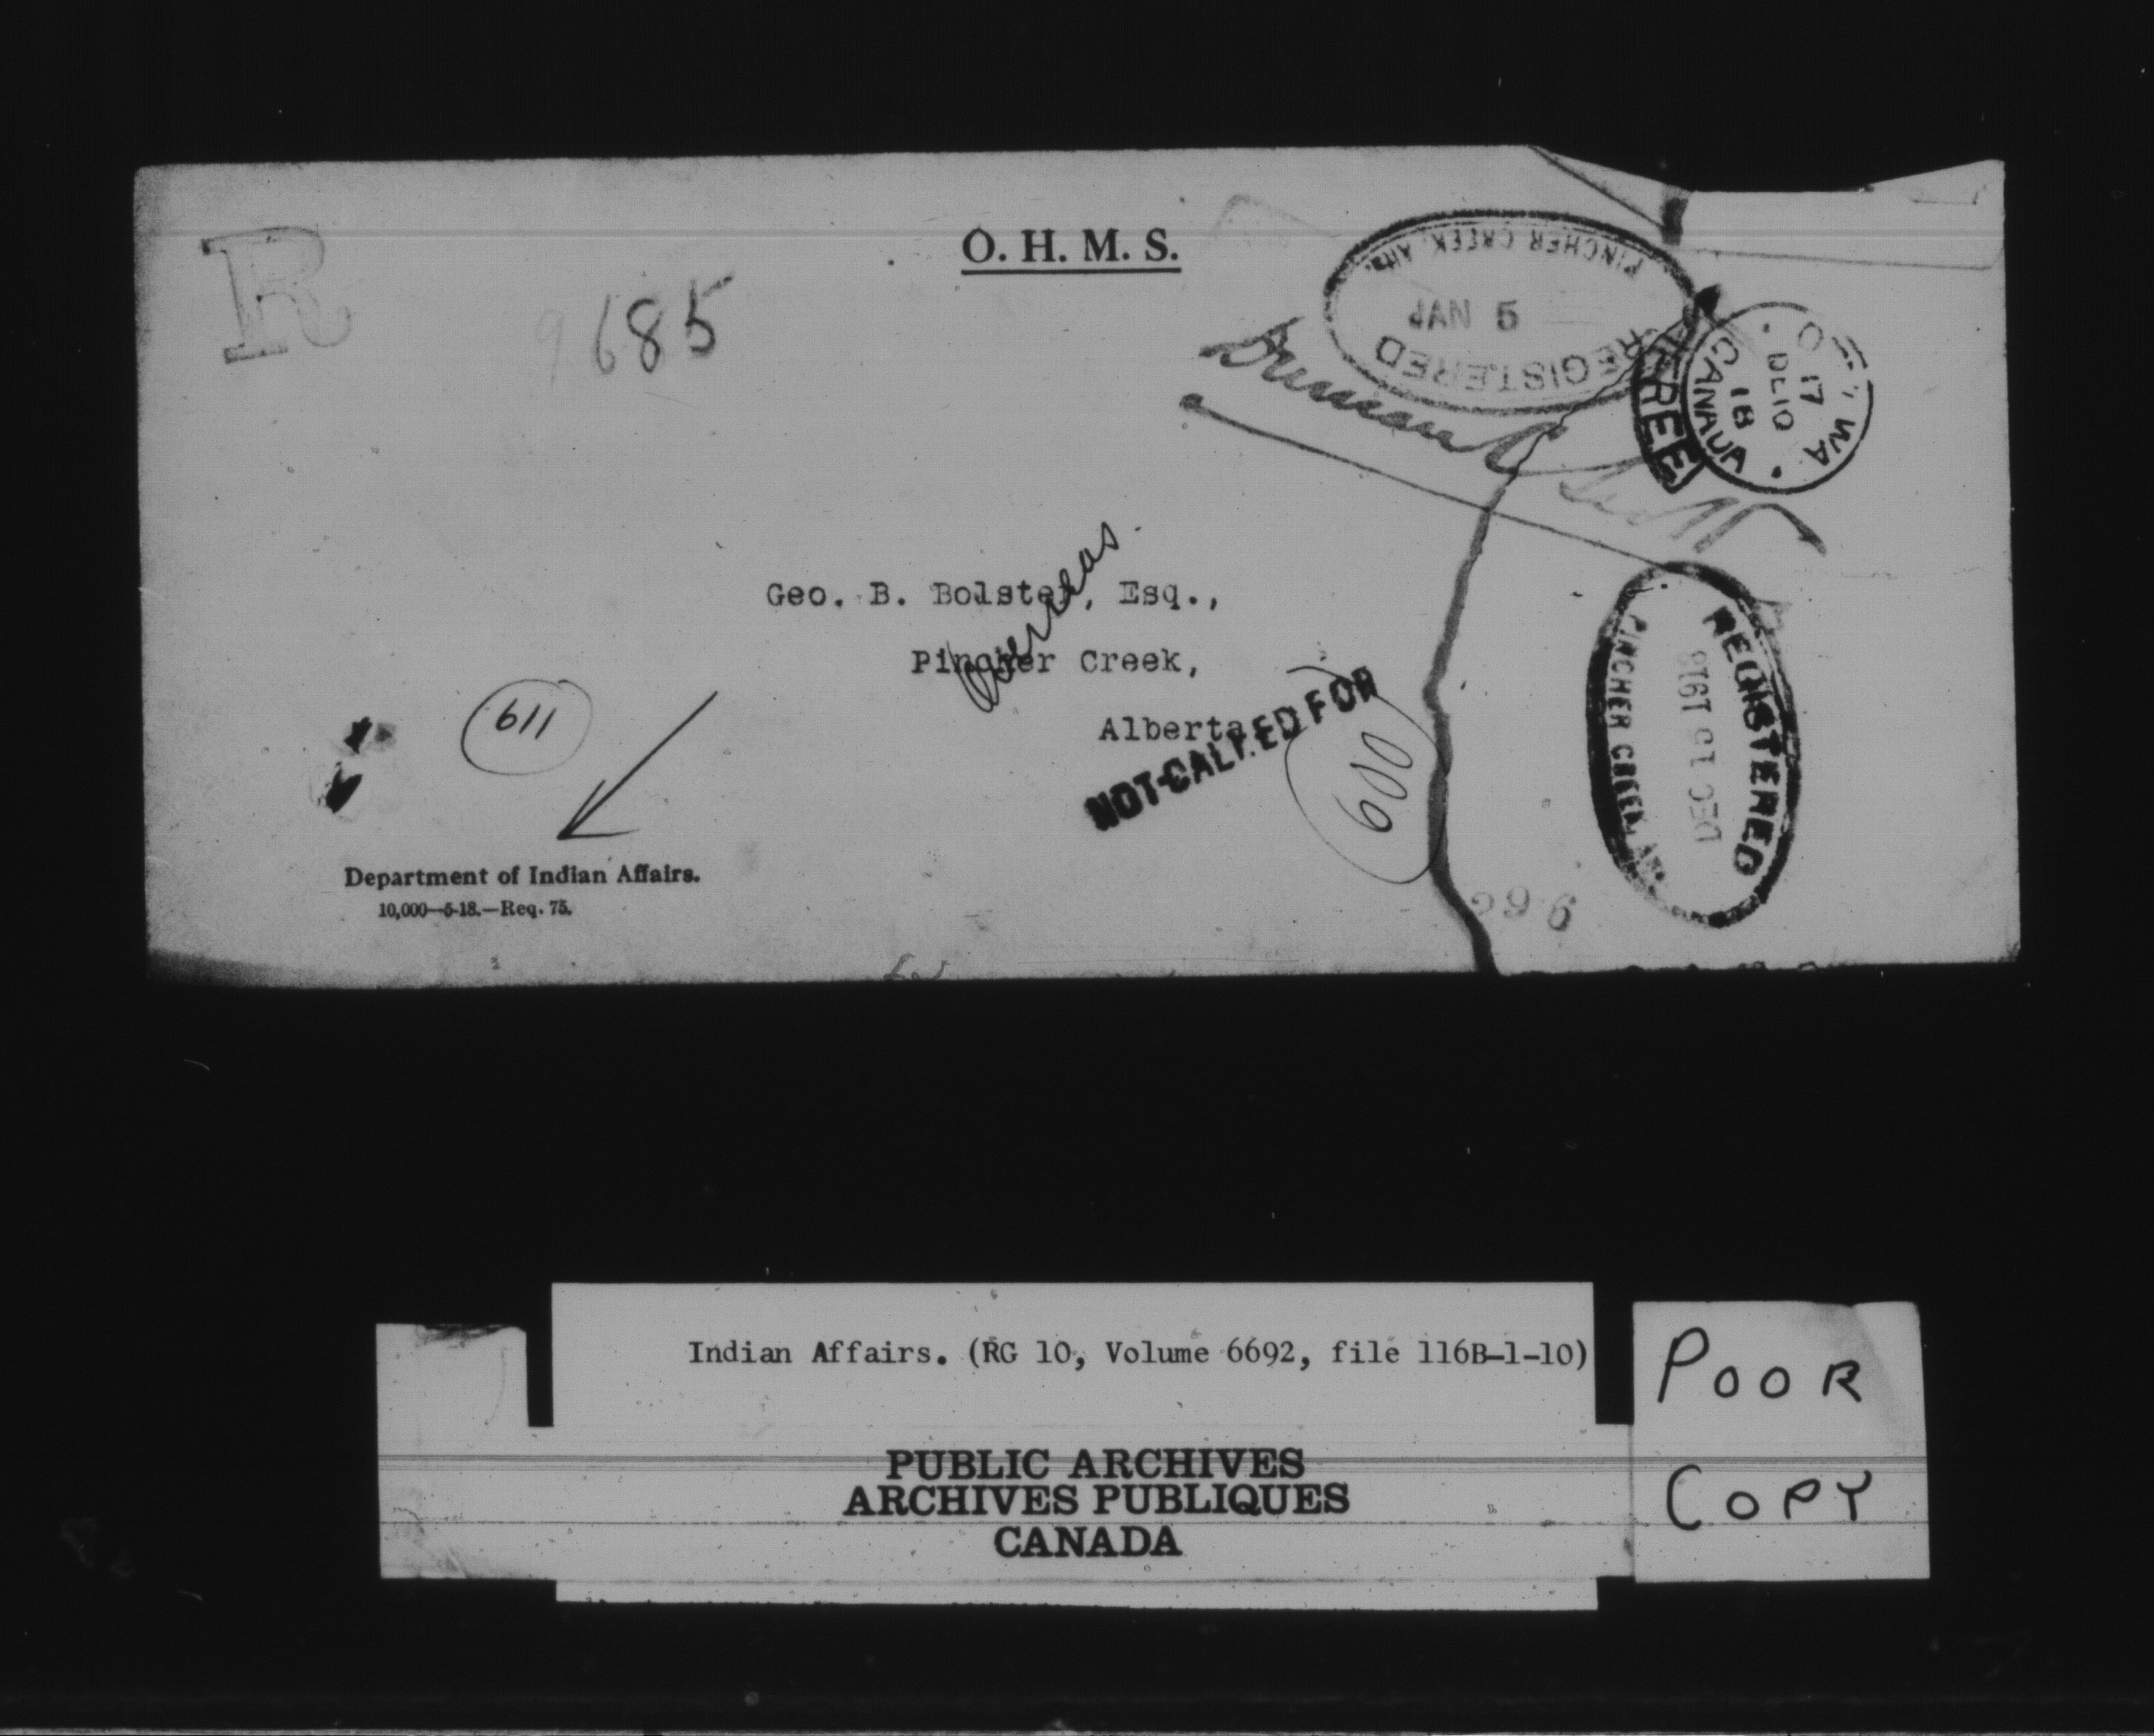 O. H. M. S.
R
9685
PINCHER CREEK, ALTA.
JAN 5
REGISTERED
FREE
OTTAWA
17
DE 10
18
CANADA
Duncan C Scott
Geo. B. Bolster, Esq.,
Overseas.
Pincher Creek,
Alberta
NOT CALLED FOR
611
600
REGISTERED
DEC 13 1918
PINCHER CREEK, ALTA.
Department of Indian Affairs.
10,000—5-18.—Req. 75.
296
Indian Affairs. (RG 10, Volume 6692, file 116B-1-10)
PUBLIC ARCHIVES
ARCHIVES PUBLIQUES
CANADA
POOR
COPY